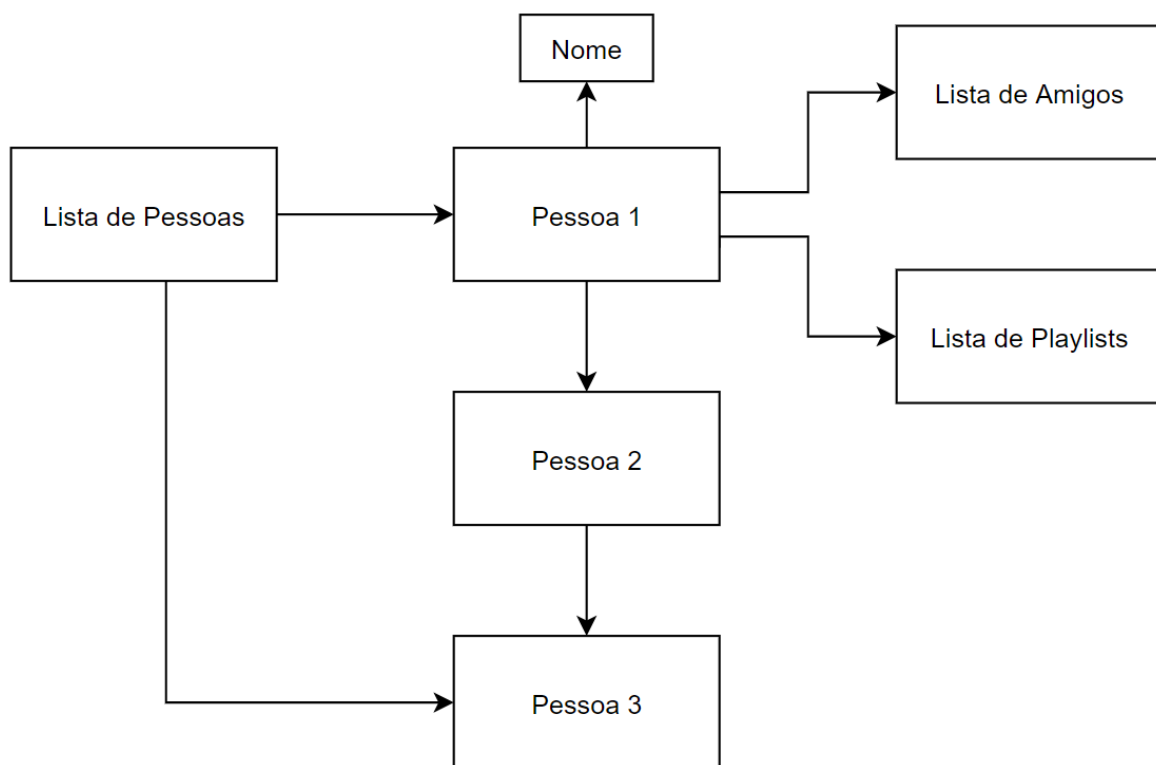 Nome
Lista de Amigos
Lista de Pessoas
Pessoa 1
Lista de Playlists
Pessoa 2
Pessoa 3